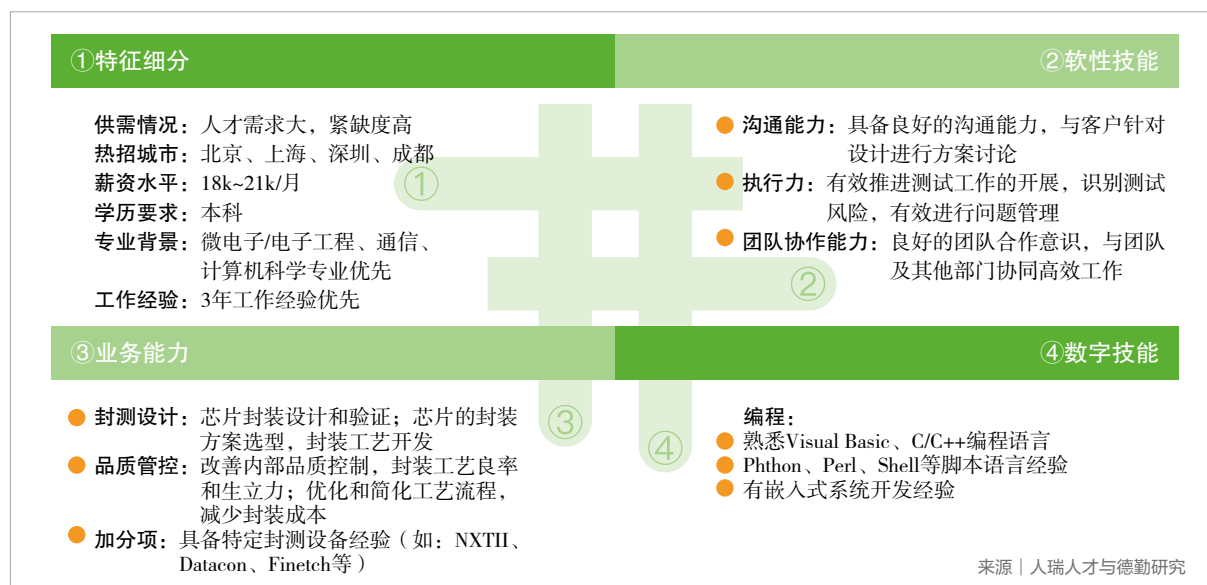 ①特征细分
供需情况：人才需求大，紧缺度高
热招城市：北京、上海、深圳、成都
薪资水平：18k~21k/月
学历要求：本科
专业背景：微电子/电子工程、通信、
计算机科学专业优先
工作经验：3年工作经验优先
①
②软性技能
沟通能力：具备良好的沟通能力，与客户针对
设计进行方案讨论
执行力：有效推进测试工作的开展，识别测试
风险，有效进行问题管理
团队协作能力：良好的团队合作意识，与团队
及其他部门协同高效工作
②
③业务能力
封测设计：芯片封装设计和验证；芯片的封装
方案选型，封装工艺开发
品质管控：改善内部品质控制，封装工艺良率
和生立力；优化和简化工艺流程，
减少封装成本
加分项：具备特定封测设备经验（如：NXTII、
Datacon、Finetch等）
③
④数字技能
编程：
熟悉Visual Basic、C/C++编程语言
Phthon、Perl、Shell等脚本语言经验
有嵌入式系统开发经验
④
来源｜人瑞人才与德勤研究